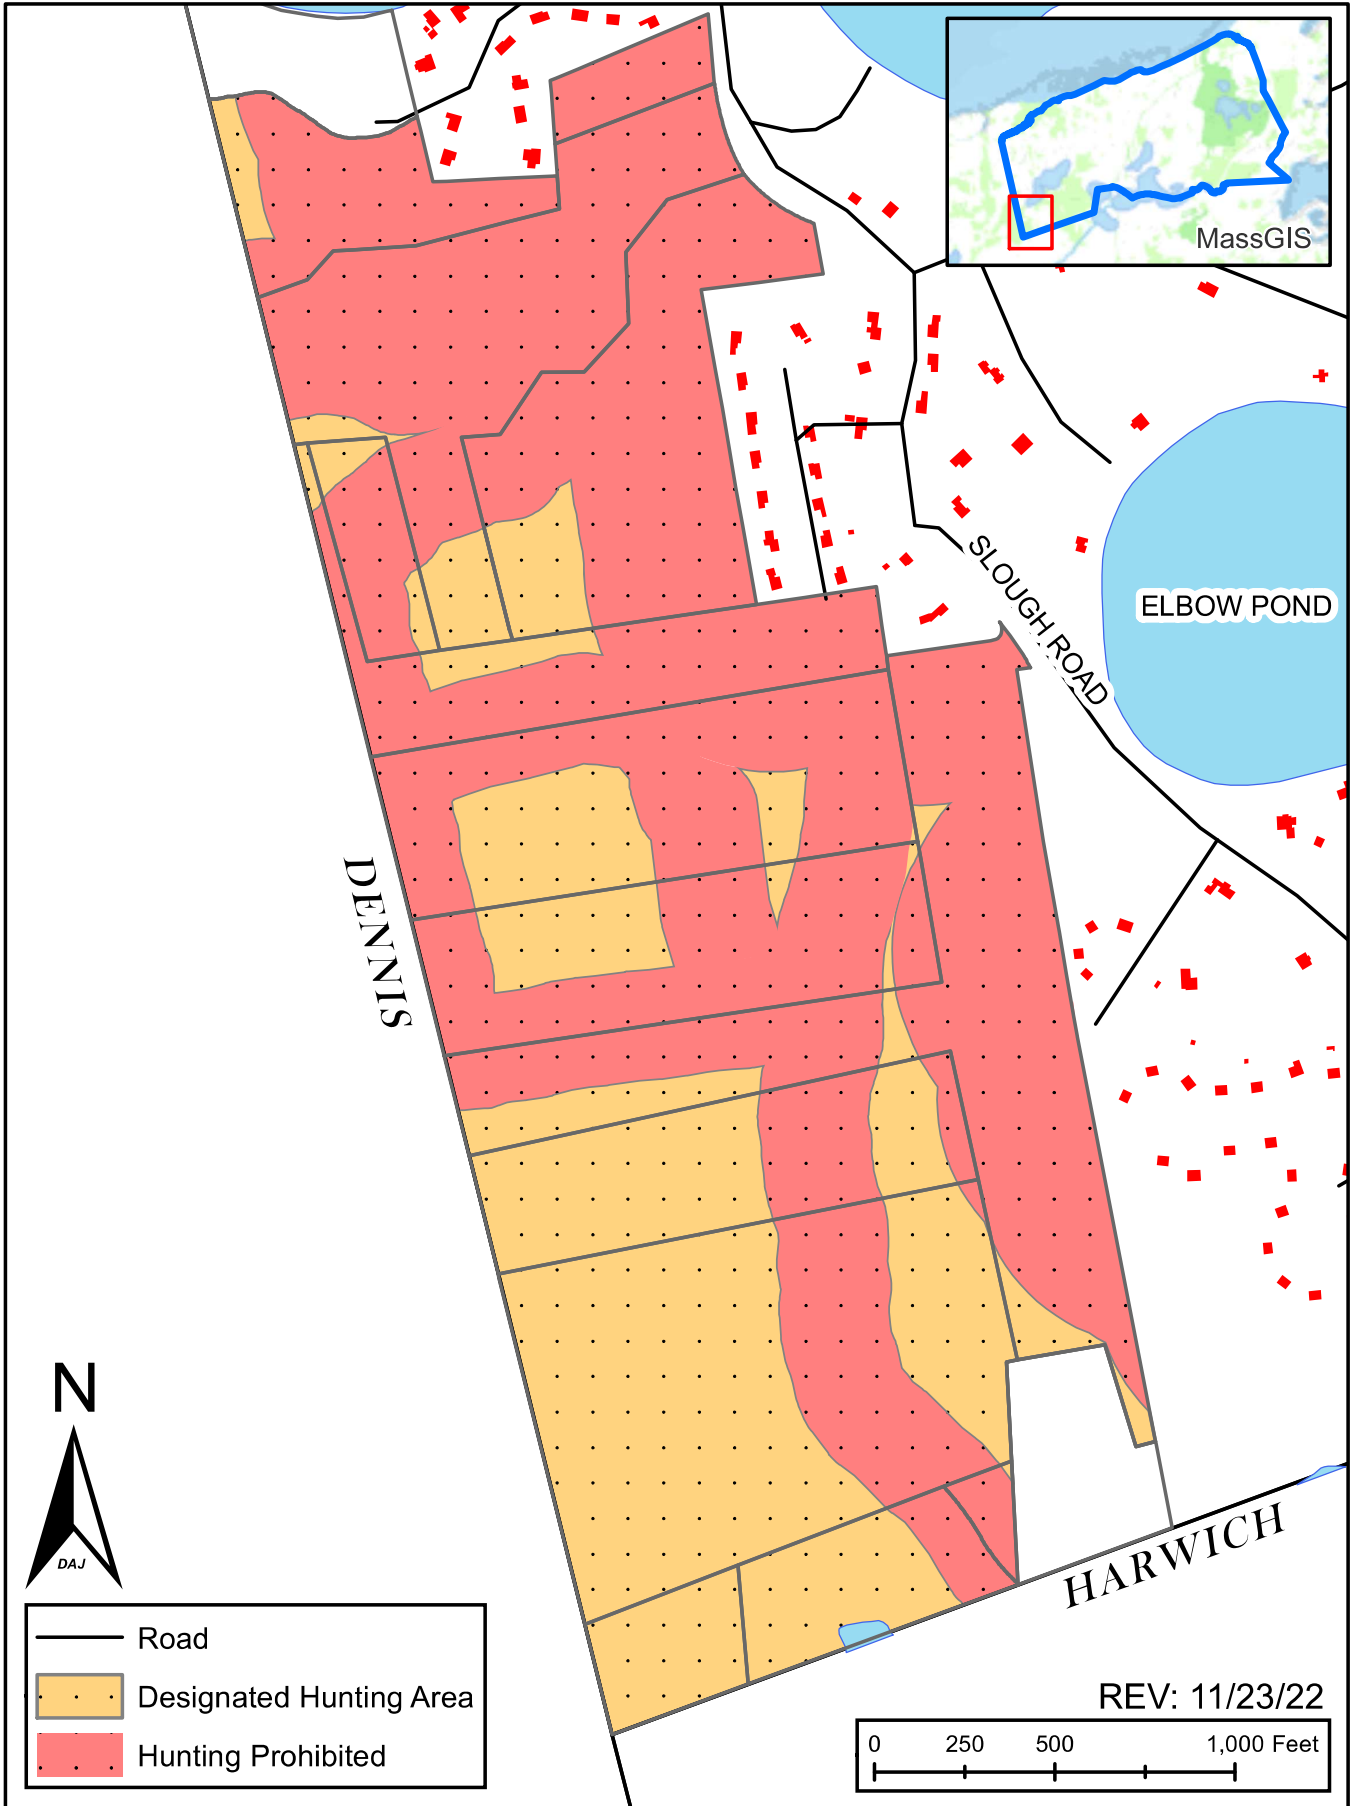 MassGIS
SLOUGH ROAD
ELBOW POND
DENNIS
N
DAJ
HARWICH
Road
Designated Hunting Area
Hunting Prohibited
REV: 11/23/22
0 250 500 1,000 Feet